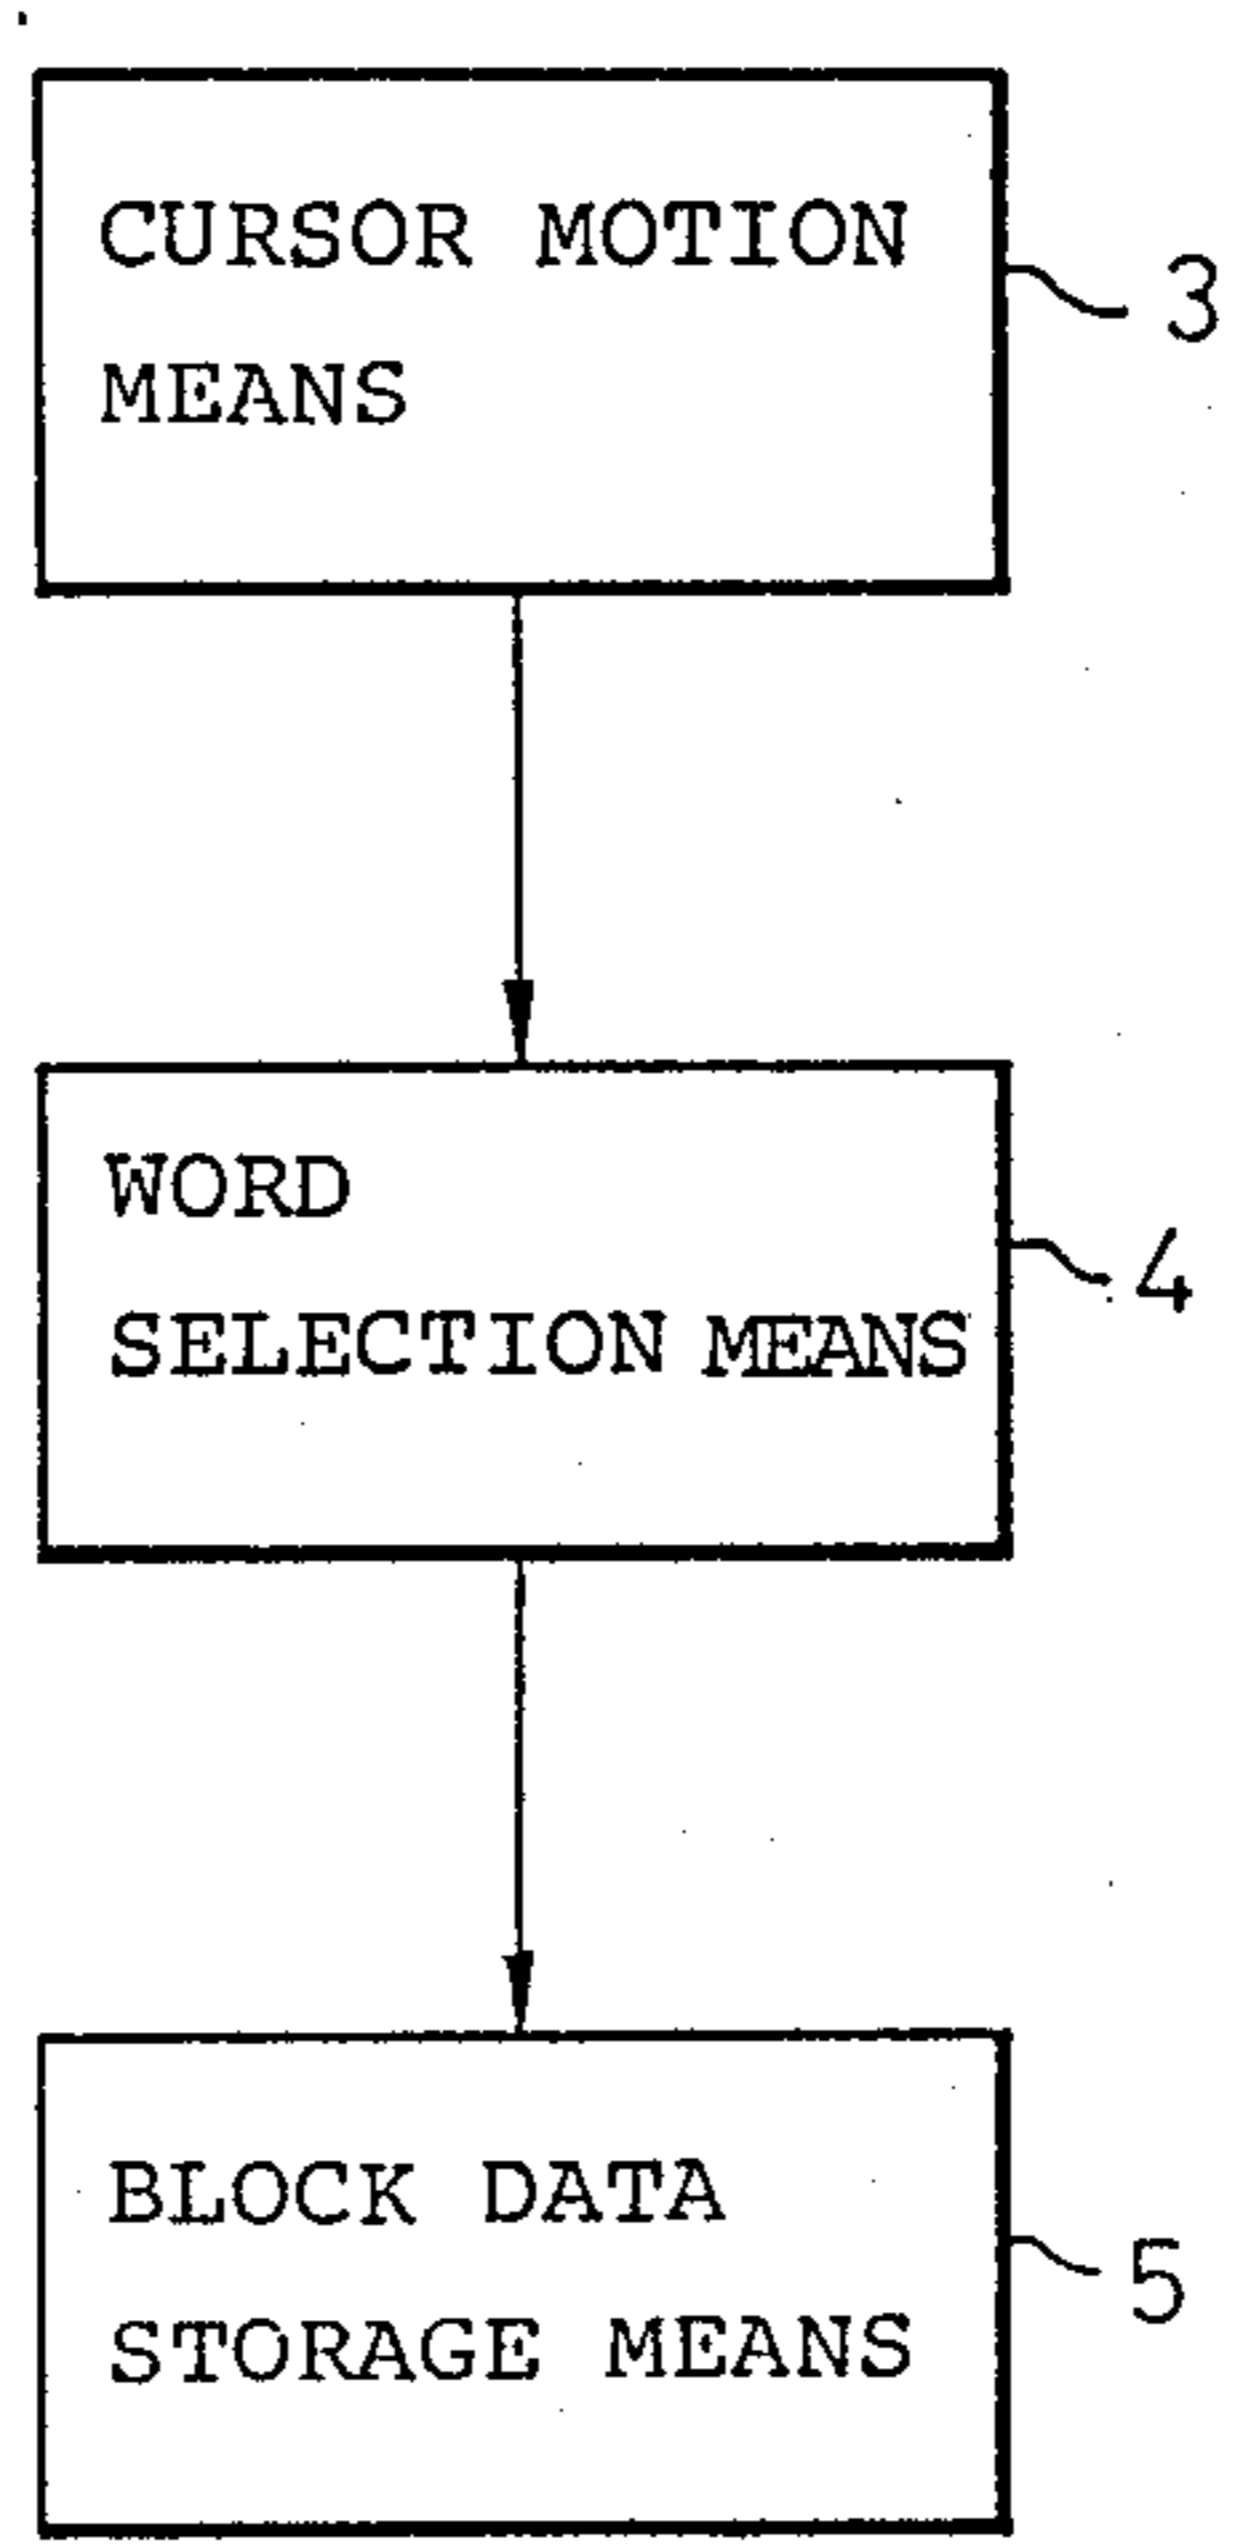 CURSOR MOTION
MEANS
3
WORD
SELECTION MEANS
4
BLOCK DATA
STORAGE MEANS
5